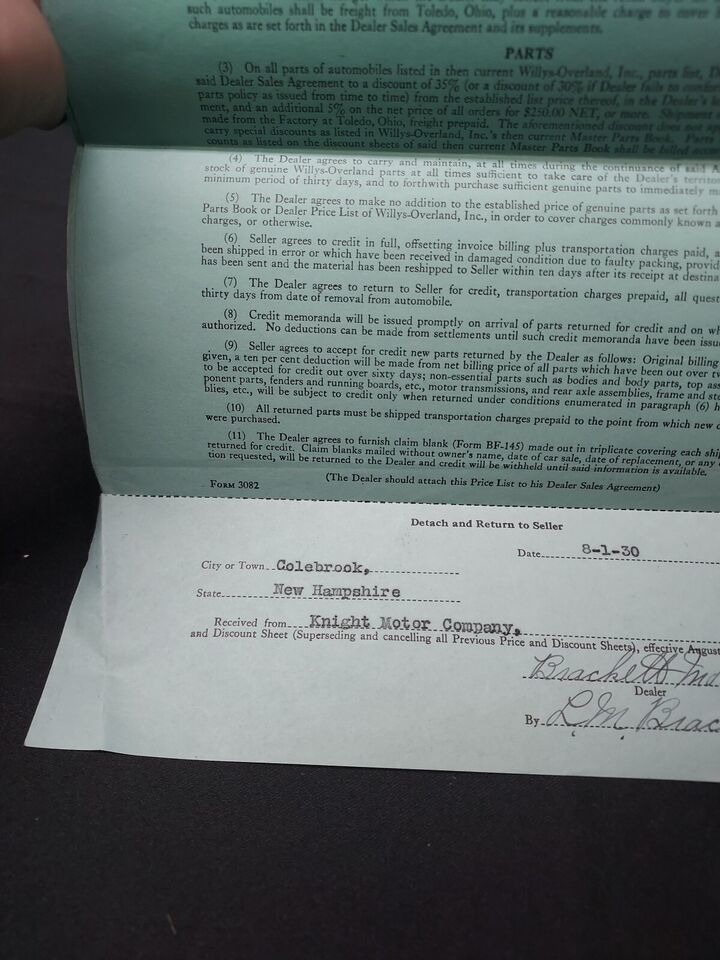 such automobiles shall be freight from Toledo, Ohio, plus a reasonable charge to cover
charges as are set forth in the Dealer Sales Agreement and its supplements.
PARTS
(3) On all parts of automobiles listed in then current Willys-Overland, Inc., parts list, D
said Dealer Sales Agreement to a discount of 35% (or a discount of 30% if Dealer fails to
parts policy as issued from time to time) from the established list price thereof, in the Dealer's
ment, and an additional 5% on the net price of all orders for $250.00 NET, or more. Shipment
made from the Factory at Toledo, Ohio, freight prepaid. The aforementioned discount does not
carry special discounts as listed in Willys-Overland, Inc.'s then current Master Parts Book. Parts
counts as listed on the discount sheets of said then current Master Parts Book shall be billed
(4) The Dealer agrees to carry and maintain, at all times during the continuance of said A
stock of genuine Willys-Overland parts at all times sufficient to take care of the Dealer's territor
minimum period of thirty days, and to forthwith purchase sufficient genuine parts to immediately m
(5) The Dealer agrees to make no addition to the established price of genuine parts as set forth
Parts Book or Dealer Price List of Willys-Overland, Inc., in order to cover charges commonly known a
charges, or otherwise.
(6) Seller agrees to credit in full, offsetting invoice billing plus transportation charges paid, a
been shipped in error or which have been received in damaged condition due to faulty packing, provid
has been sent and the material has been reshipped to Seller within ten days after its receipt at destina
(7) The Dealer agrees to return to Seller for credit, transportation charges prepaid, all quest
thirty days from date of removal from automobile.
(8) Credit memoranda will be issued promptly on arrival of parts returned for credit and on wh
authorized. No deductions can be made from settlements until such credit memoranda have been issu
(9) Seller agrees to accept for credit new parts returned by the Dealer as follows: Original billing
given, a ten per cent deduction will be made from net billing price of all parts which have been out over tw
to be accepted for credit out over sixty days; non-essential parts such as bodies and body parts, top ass
ponent parts, fenders and running boards, etc., motor transmissions, and rear axle assemblies, frame and ste
blies, etc., will be subject to credit only when returned under conditions enumerated in paragraph (6) h
(10) All returned parts must be shipped transportation charges prepaid to the point from which new
were purchased.
(11) The Dealer agrees to furnish claim blank (Form BF-145) made out in triplicate covering each ship
returned for credit. Claim blanks mailed without owner's name, date of car sale, date of replacement, or any
tion requested, will be returned to the Dealer and credit will be withheld until said information is available.
FORM 3082 (The Dealer should attach this Price List to his Dealer Sales Agreement)
Detach and Return to Seller
Date 8-1-30
City or Town Colebrook,
State New Hampshire
Received from Knight Motor Company,
and Discount Sheet (Superseding and cancelling all Previous Price and Discount Sheets), effective August
Brackett Mo
Dealer
By L M Brac